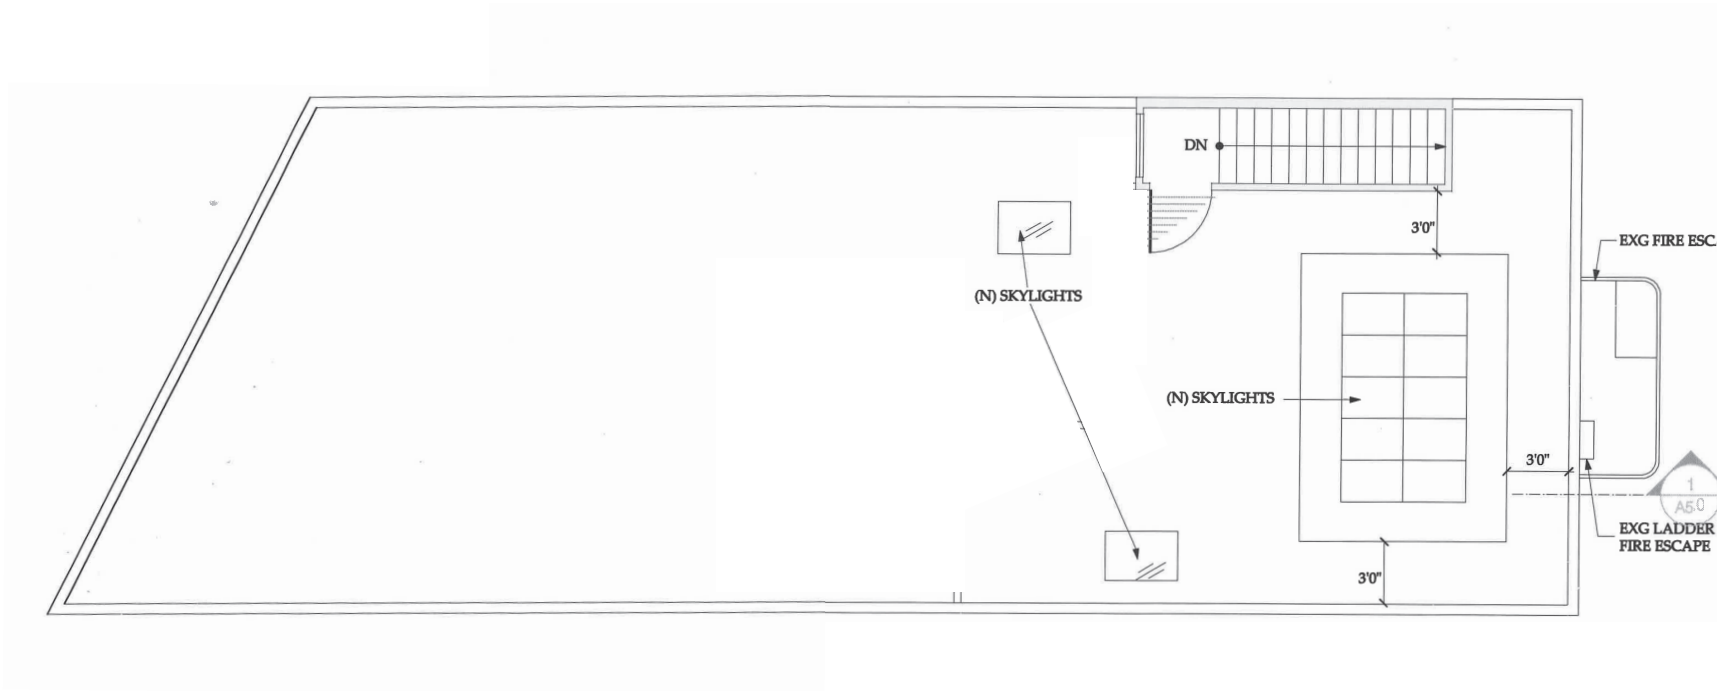 DN
3'0"
EXG FIRE ESC
(N) SKYLIGHTS
(N) SKYLIGHTS
3'0"
1
A5.0
EXG LADDER
FIRE ESCAPE
3'0"